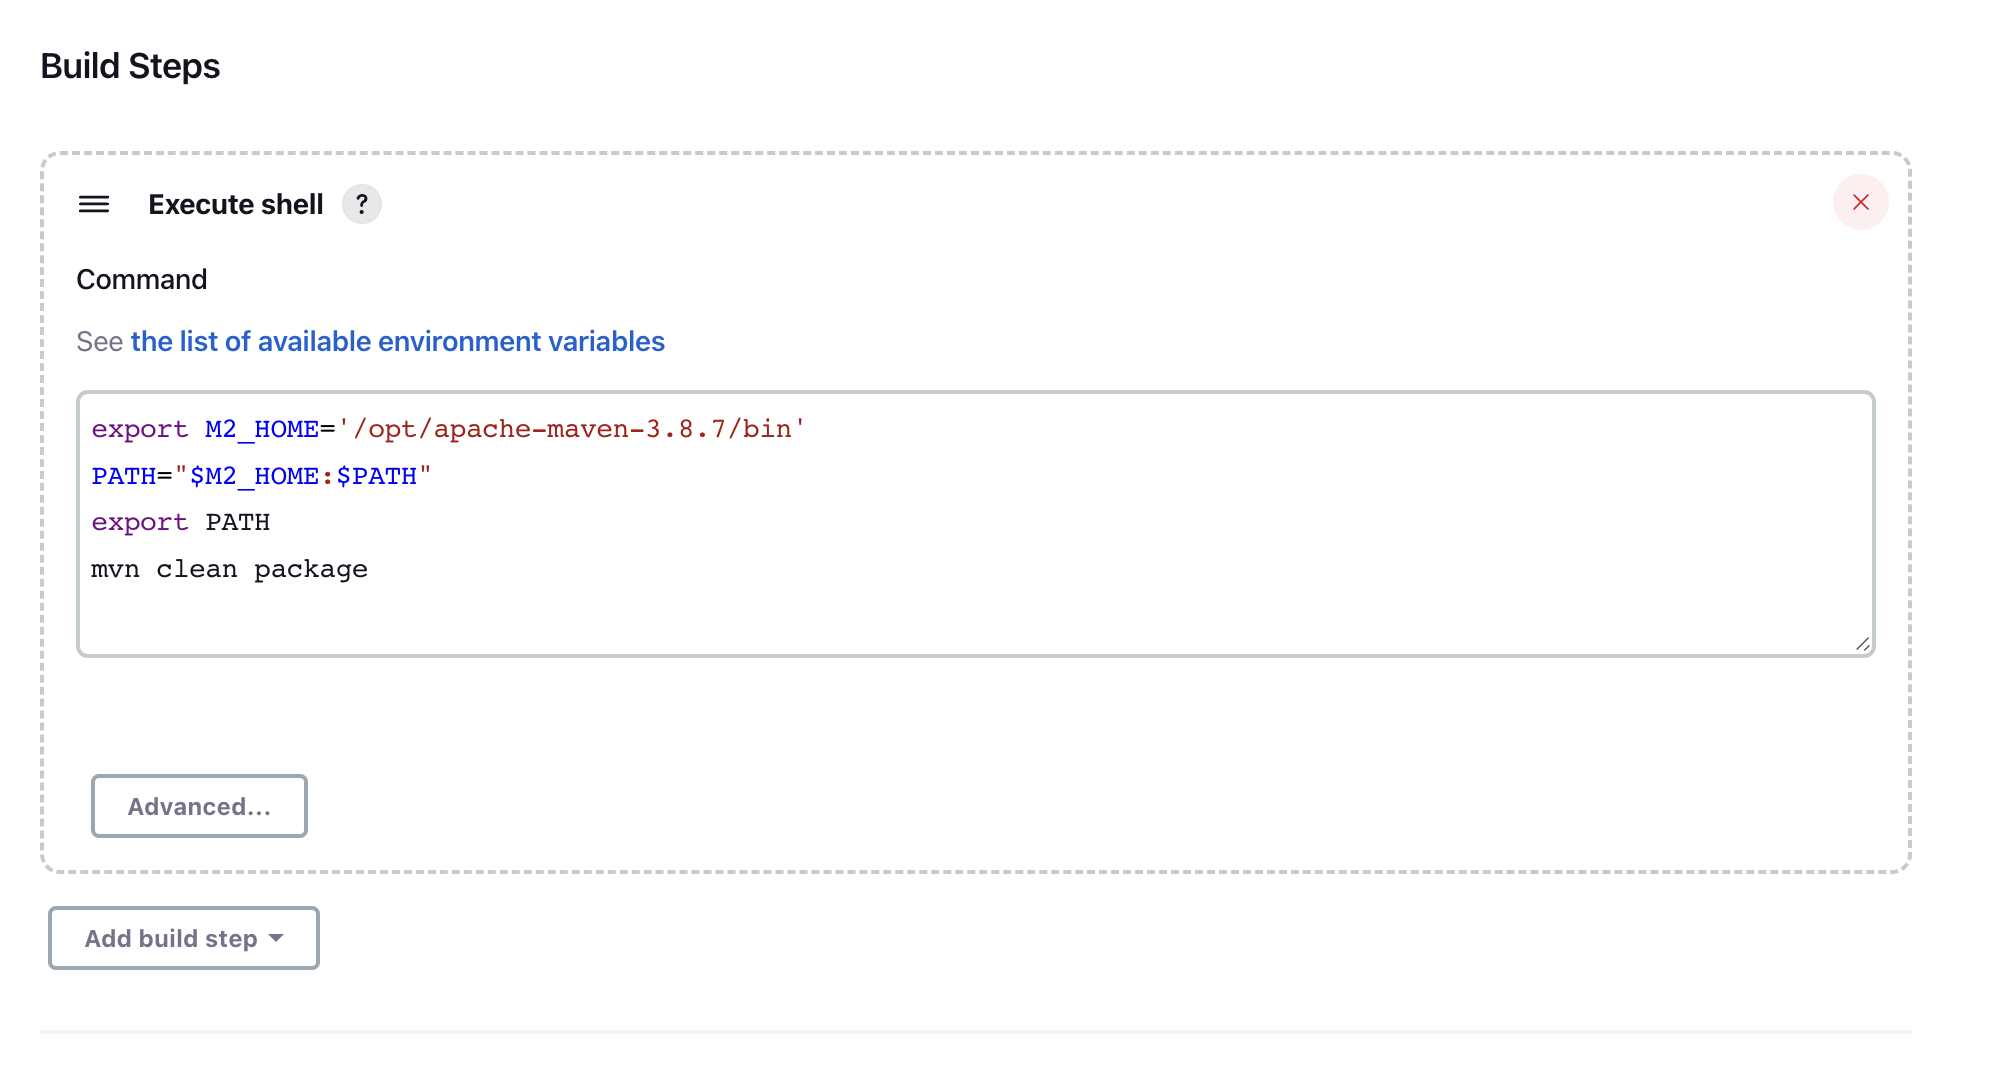 Build Steps
Execute shell ?
Command
See the list of available environment variables
export M2_HOME='/opt/apache-maven-3.8.7/bin'
PATH="$M2_HOME:$PATH"
export PATH
mvn clean package
Advanced...
Add build step